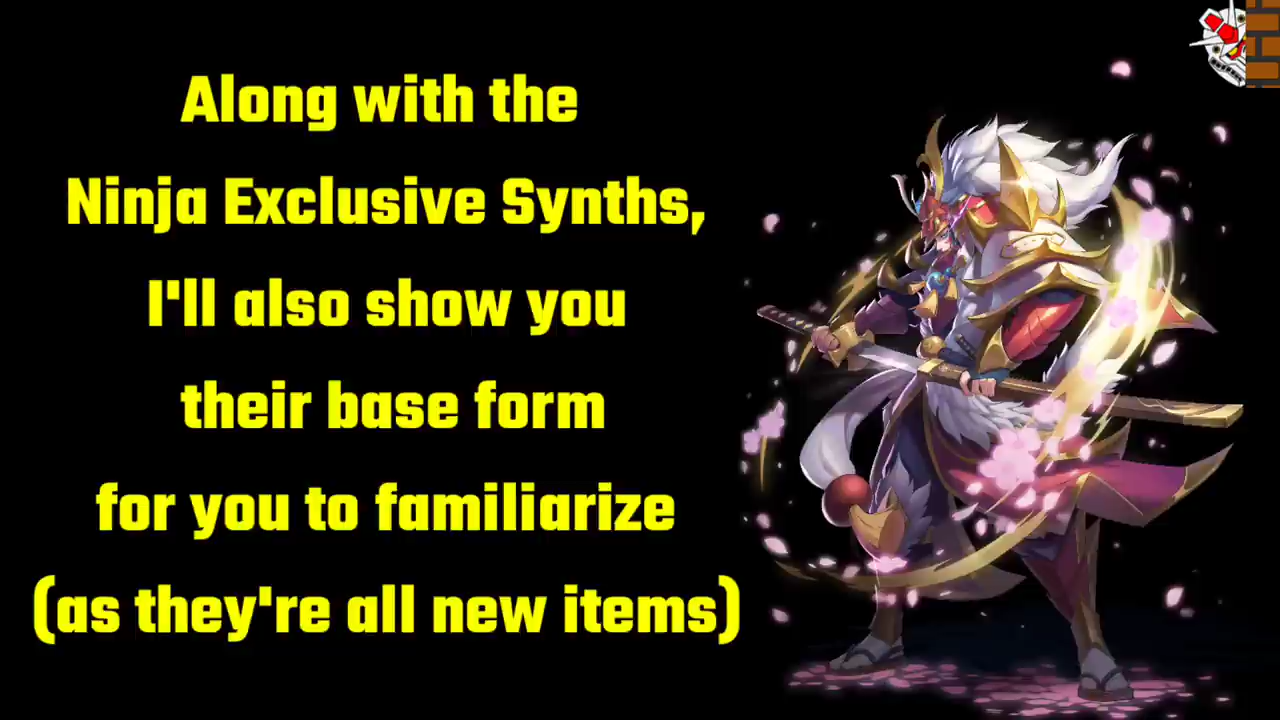 Along with the
Ninja Exclusive Synths,
I'll also show you
their base form
for you to familiarize
(as they're all new items)